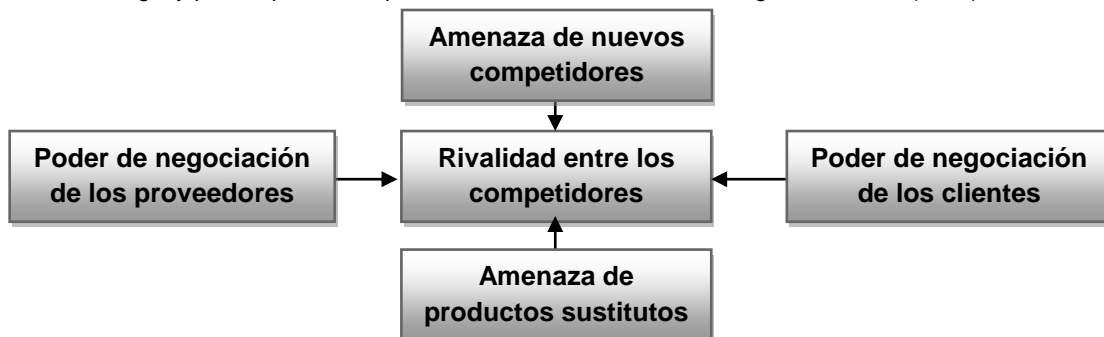 Amenaza de nuevos
competidores
Poder de negociación
de los proveedores
Rivalidad entre los
competidores
Poder de negociación
de los clientes
Amenaza de
productos sustitutos